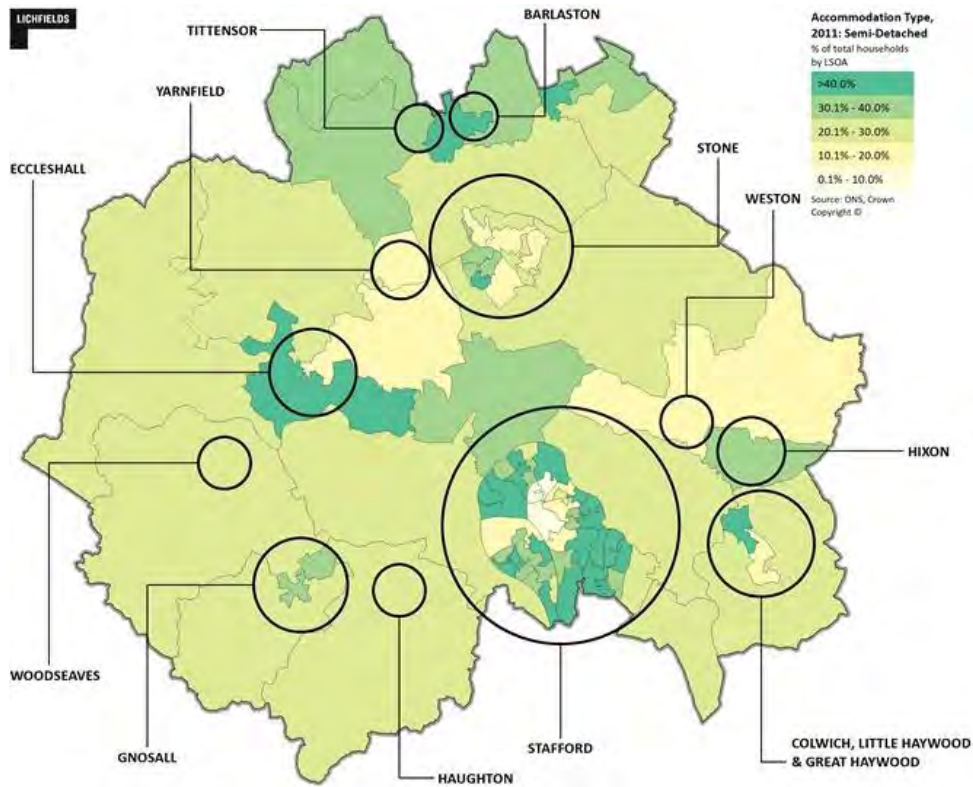 LICHFIELDS
BARLASTON
TITTENSOR
YARNFIELD
ECCLESHALL
STONE
WESTON
Accommodation Type,
2011: Semi-Detached
% of total households
by LSOA
>40.0%
30.1% - 40.0%
20.1% - 30.0%
10.1% - 20.0%
0.1% - 10.0%
Source: ONS, Crown
Copyright ©
HIXON
WOODSEAVES
GNOSALL
HAUGHTON
STAFFORD
COLWICH, LITTLE HAYWOOD
& GREAT HAYWOOD